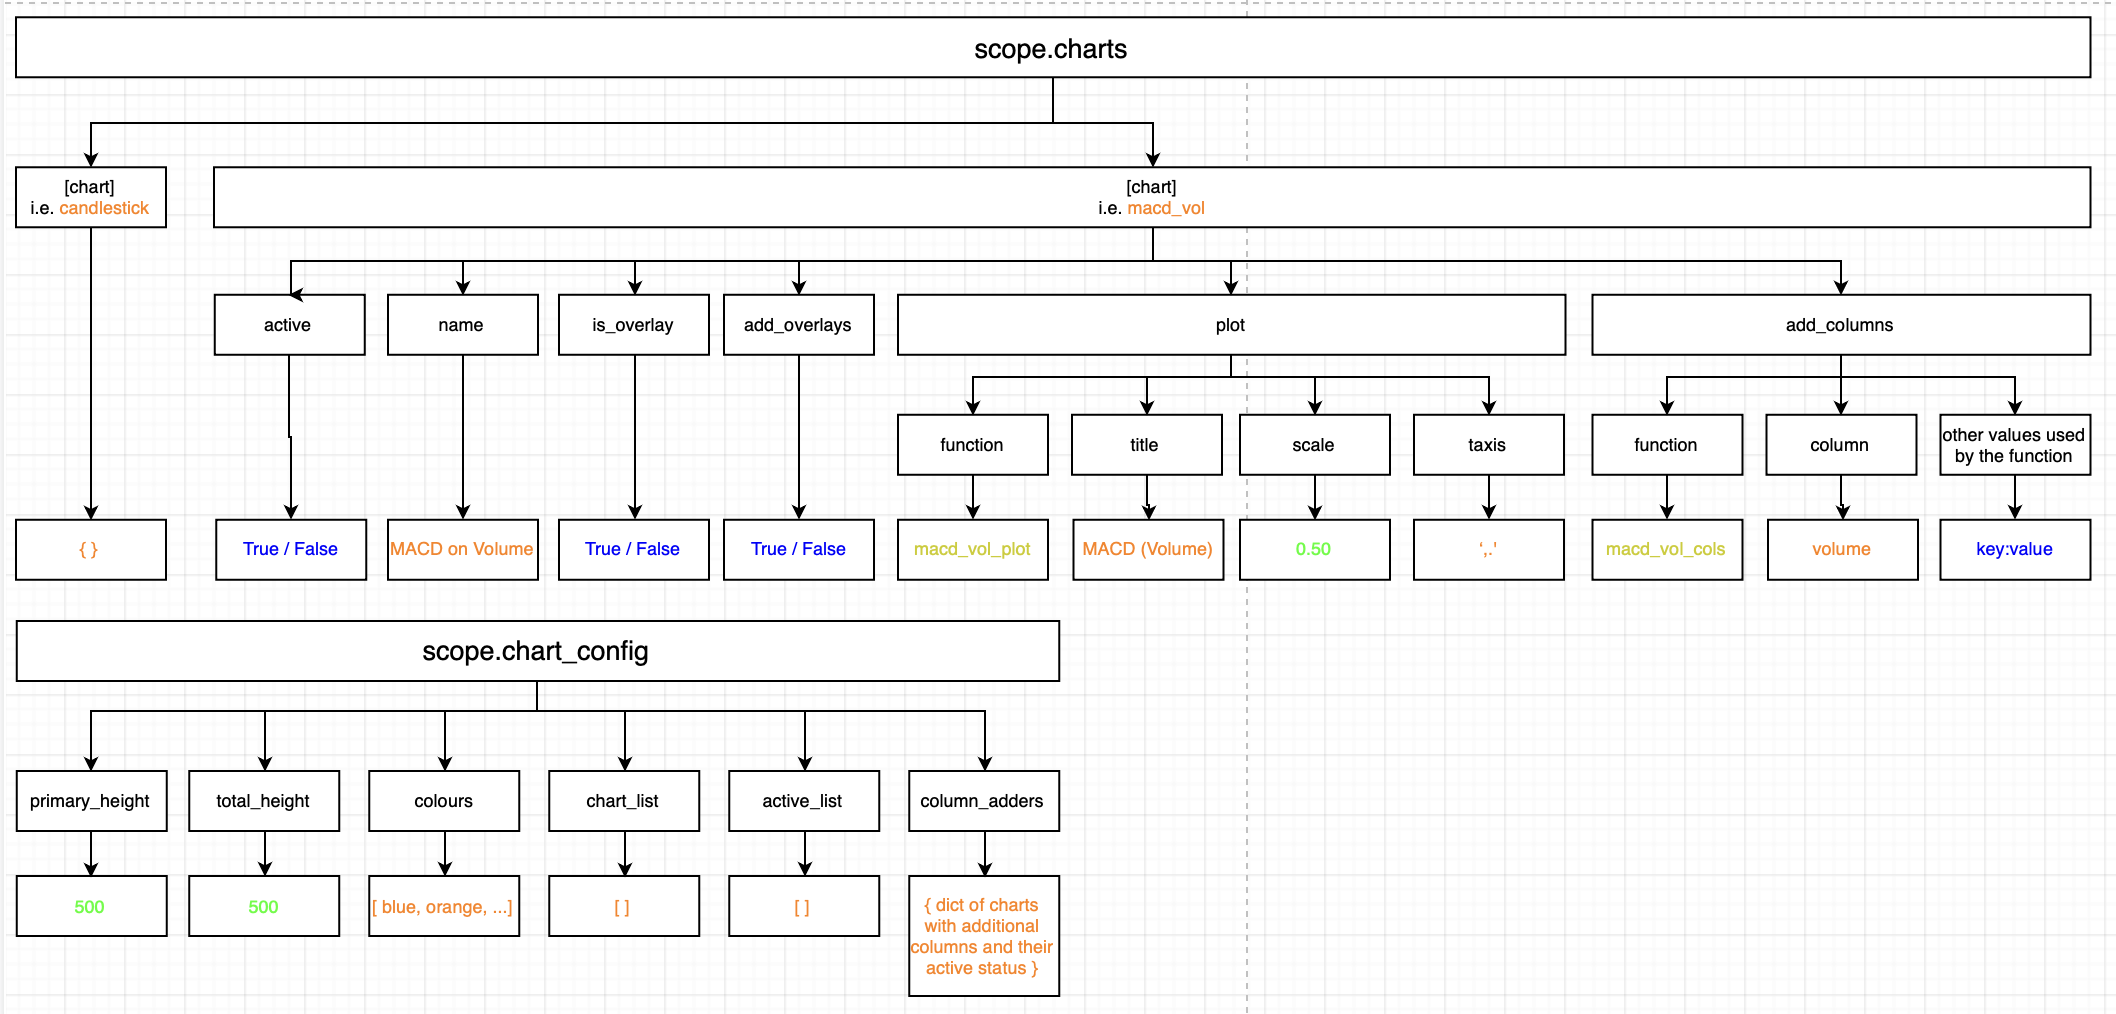 scope.charts
[chart]
i.e. candlestick
[chart]
i.e. macd_vol
active
name
is_overlay
add_overlays
plot
add_columns
function
title
scale
taxis
function
column
other values used
by the function
{ }
True / False
MACD on Volume
True / False
True / False
macd_vol_plot
MACD (Volume)
0.50
‘,.'
macd_vol_cols
volume
key:value
scope.chart_config
primary_height
total_height
colours
chart_list
active_list
column_adders
500
500
[ blue, orange, ...]
[ ]
[ ]
{ dict of charts
with additional
columns and their
active status }